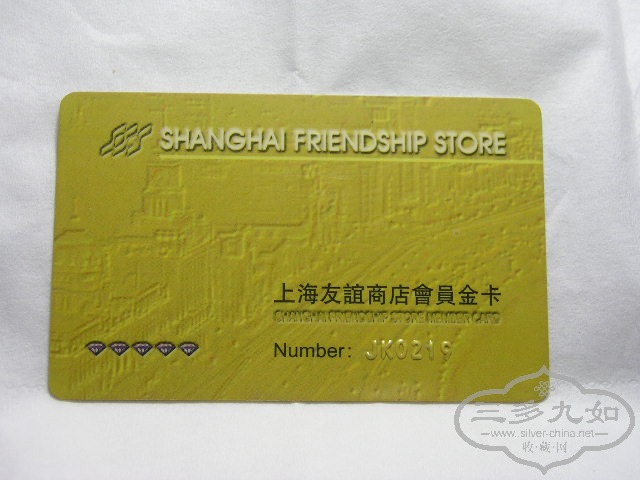 SHANGHAI FRIENDSHIP STORE
上海友誼商店會員金卡
SHANGHAI FRIENDSHIP STORE MEMBER CARD
Number: JK0219
三多九如
www.silver-china.net
收·藏·网